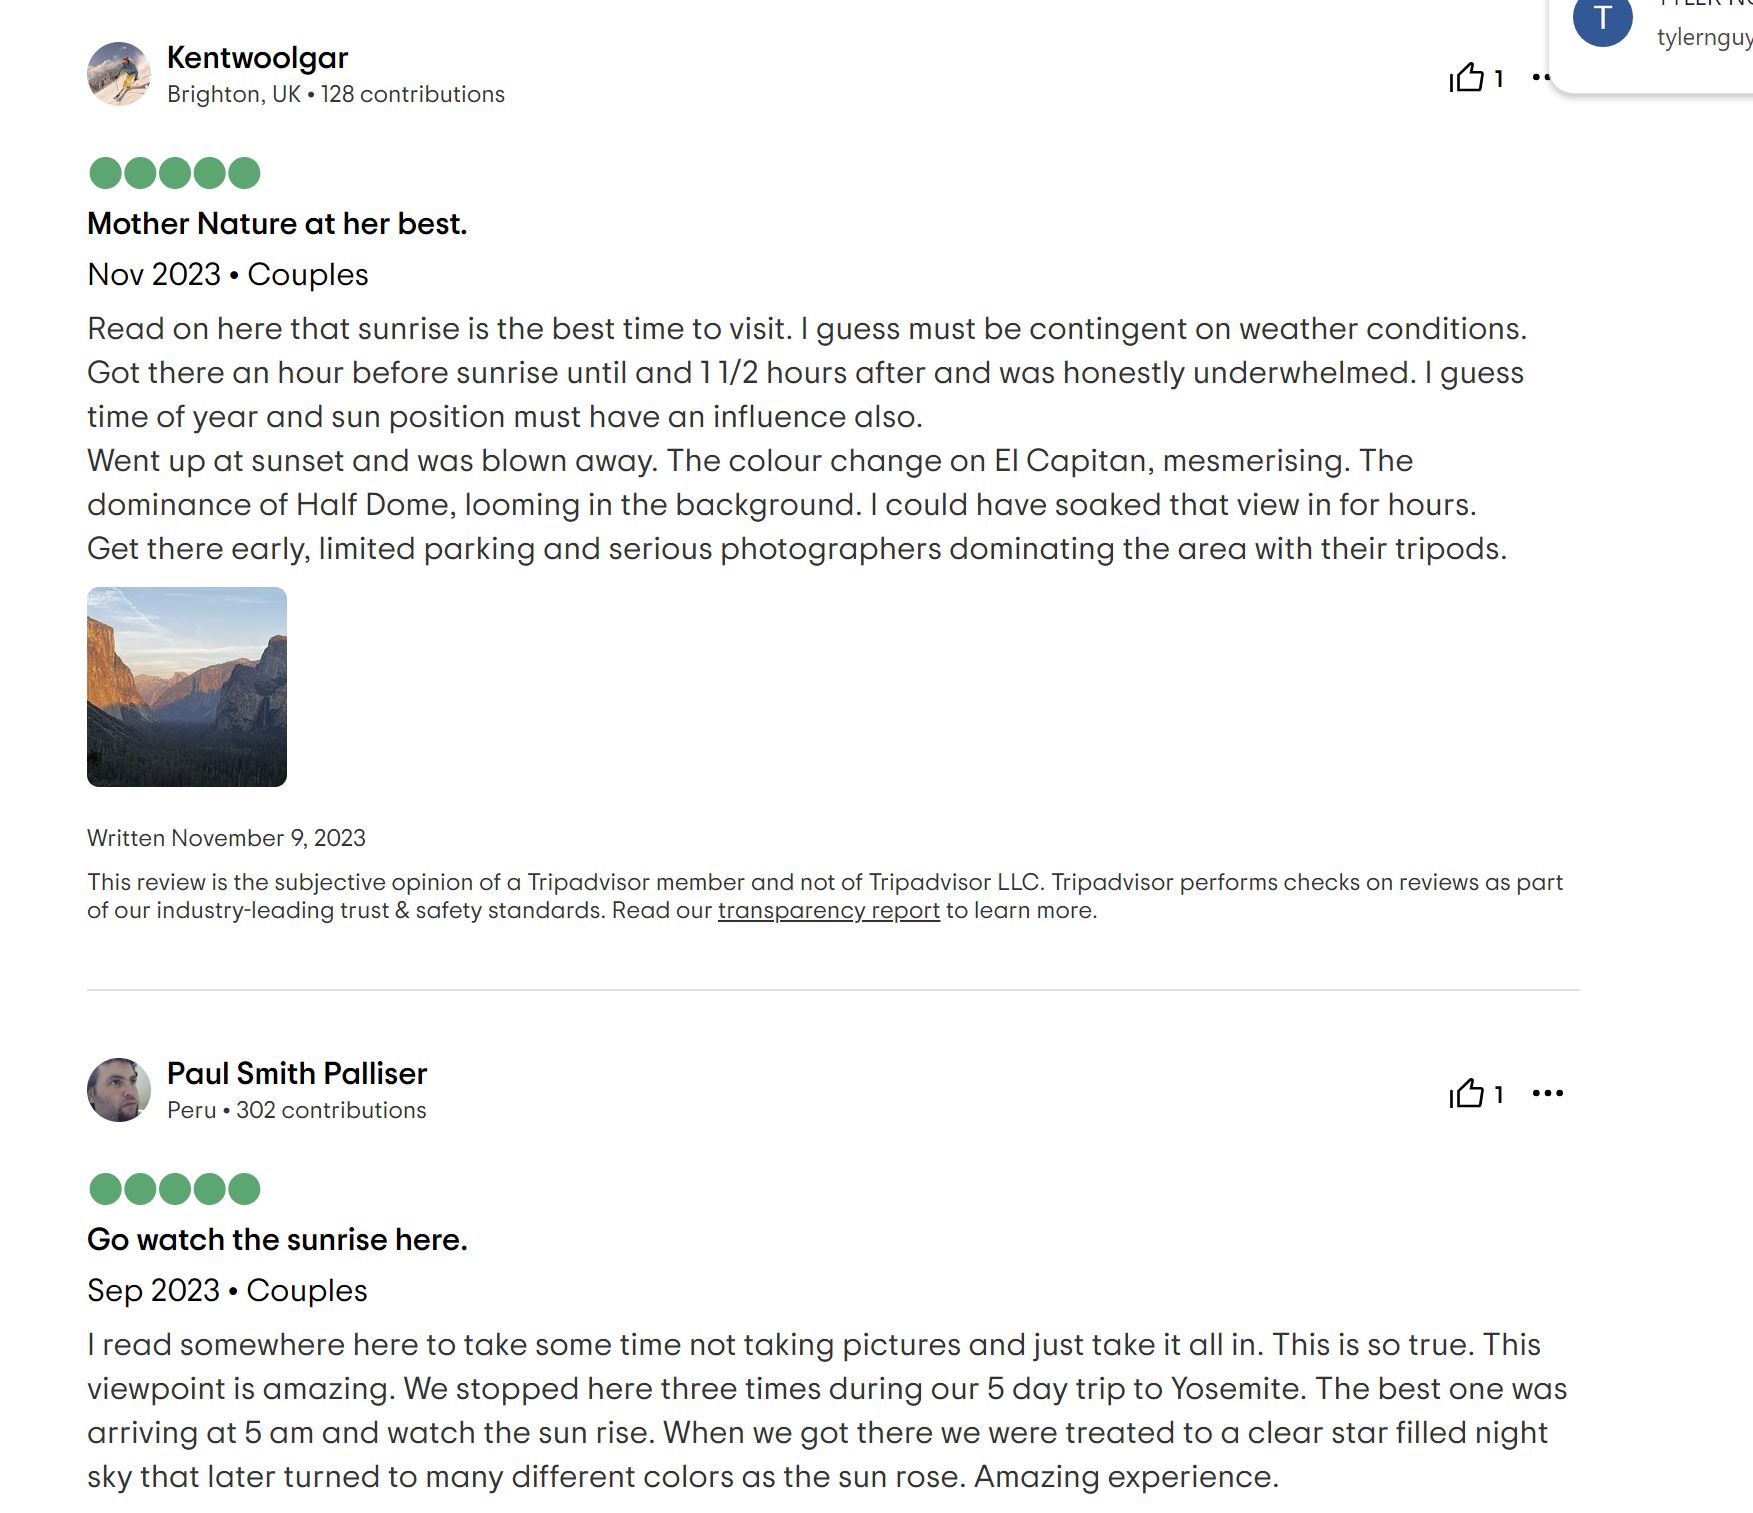 T
tylernguy
Kentwoolgar
Brighton, UK • 128 contributions
1
Mother Nature at her best.
Nov 2023 • Couples
Read on here that sunrise is the best time to visit. I guess must be contingent on weather conditions.
Got there an hour before sunrise until and 1 1/2 hours after and was honestly underwhelmed. I guess
time of year and sun position must have an influence also.
Went up at sunset and was blown away. The colour change on El Capitan, mesmerising. The
dominance of Half Dome, looming in the background. I could have soaked that view in for hours.
Get there early, limited parking and serious photographers dominating the area with their tripods.
Written November 9, 2023
This review is the subjective opinion of a Tripadvisor member and not of Tripadvisor LLC. Tripadvisor performs checks on reviews as part
of our industry-leading trust & safety standards. Read our transparency report to learn more.
Paul Smith Palliser
Peru • 302 contributions
1
Go watch the sunrise here.
Sep 2023 • Couples
I read somewhere here to take some time not taking pictures and just take it all in. This is so true. This
viewpoint is amazing. We stopped here three times during our 5 day trip to Yosemite. The best one was
arriving at 5 am and watch the sun rise. When we got there we were treated to a clear star filled night
sky that later turned to many different colors as the sun rose. Amazing experience.